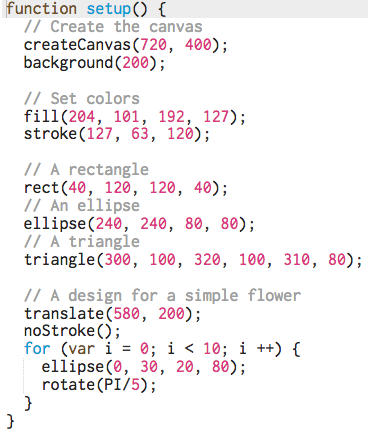 function setup() {
  // Create the canvas
  createCanvas(720, 400);
  background(200);

  // Set colors
  fill(204, 101, 192, 127);
  stroke(127, 63, 120);

  // A rectangle
  rect(40, 120, 120, 40);
  // An ellipse
  ellipse(240, 240, 80, 80);
  // A triangle
  triangle(300, 100, 320, 100, 310, 80);

  // A design for a simple flower
  translate(580, 200);
  noStroke();
  for (var i = 0; i < 10; i ++) {
    ellipse(0, 30, 20, 80);
    rotate(PI/5);
  }
}